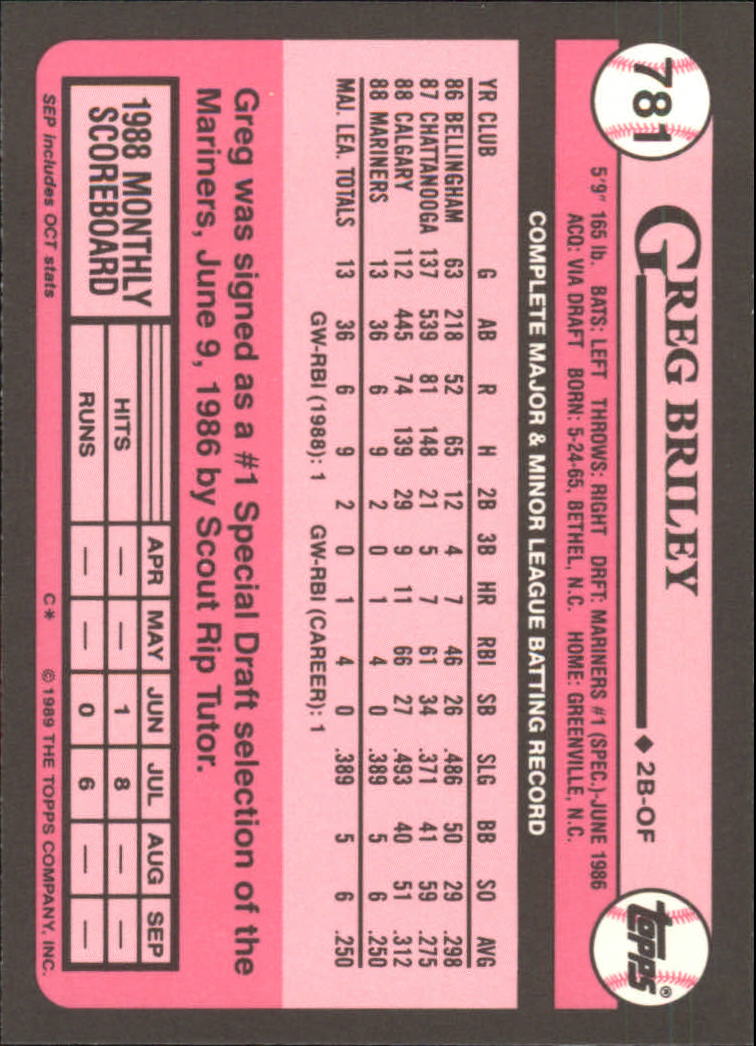 781
GREG BRILEY ◆ 2B-OF
topps®
5'9" 165 lb. BATS: LEFT THROWS: RIGHT DRFT: MARINERS #1 (SPEC.)-JUNE 1986
ACQ: VIA DRAFT BORN: 5-24-65, BETHEL, N.C. HOME: GREENVILLE, N.C.
COMPLETE MAJOR & MINOR LEAGUE BATTING RECORD
YR CLUB G AB R H 2B 3B HR RBI SB SLG BB SO AVG
86 BELLINGHAM 63 218 52 65 12 4 7 46 26 .486 50 29 .298
87 CHATTANOOGA 137 539 81 148 21 5 7 61 34 .371 41 59 .275
88 CALGARY 112 445 74 139 29 9 11 66 27 .493 40 51 .312
88 MARINERS 13 36 6 9 2 0 1 4 0 .389 5 6 .250
MAJ. LEA. TOTALS 13 36 6 9 2 0 1 4 0 .389 5 6 .250
GW-RBI (1988): 1 GW-RBI (CAREER): 1
Greg was signed as a #1 Special Draft selection of the
Mariners, June 9, 1986 by Scout Rip Tutor.
1988 MONTHLY
SCOREBOARD
APR MAY JUN JUL AUG SEP
HITS — — 1 8 — —
RUNS — — 0 6 — —
SEP includes OCT stats C* ©1989 THE TOPPS COMPANY, INC.